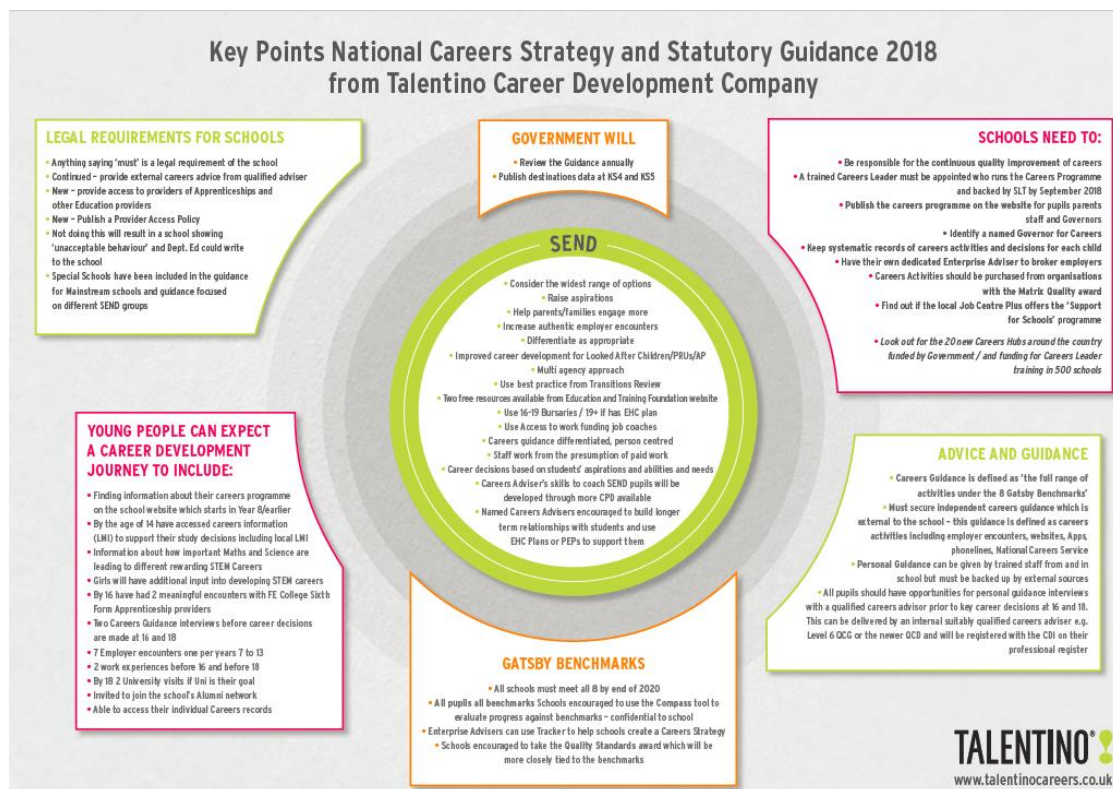 Key Points National Careers Strategy and Statutory Guidance 2018
from Talentino Career Development Company
LEGAL REQUIREMENTS FOR SCHOOLS
• Anything saying 'must' is a legal requirement of the school
• Continued – provide external careers advice from qualified adviser
• New – provide access to providers of Apprenticeships and
other Education providers
• New – Publish a Provider Access Policy
• Not doing this will result in a school showing
'unacceptable behaviour' and Dept. Ed could write
to the school
• Special Schools have been included in the guidance
for Mainstream schools and guidance focused
on different SEND groups
GOVERNMENT WILL
• Review the Guidance annually
• Publish destinations data at KS4 and KS5
SCHOOLS NEED TO:
• Be responsible for the continuous quality improvement of careers
• A trained Careers Leader must be appointed who runs the Careers Programme
and backed by SLT by September 2018
• Publish the careers programme on the website for pupils parents
staff and Governors
• Identify a named Governor for Careers
• Keep systematic records of careers activities and decisions for each child
• Have their own dedicated Enterprise Adviser to broker employers
• Careers Activities should be purchased from organisations
with the Matrix Quality award
• Find out if the local Job Centre Plus offers the 'Support
for Schools' programme
• Look out for the 20 new Careers Hubs around the country
funded by Government / and funding for Careers Leader
training in 500 schools
SEND
• Consider the widest range of options
• Raise aspirations
• Help parents/families engage more
• Increase authentic employer encounters
• Differentiate as appropriate
• Improved career development for Looked After Children/PRUs/AP
• Multi agency approach
• Use best practice from Transitions Review
• Two free resources available from Education and Training Foundation website
• Use 16-19 Bursaries / 19+ if has EHC plan
• Use Access to work funding job coaches
• Careers guidance differentiated, person centred
• Staff work from the presumption of paid work
• Career decisions based on students' aspirations and abilities and needs
• Careers Adviser's skills to coach SEND pupils will be
developed through more CPD available
• Named Careers Advisers encouraged to build longer
term relationships with students and use
EHC Plans or PEPs to support them
YOUNG PEOPLE CAN EXPECT
A CAREER DEVELOPMENT
JOURNEY TO INCLUDE:
• Finding information about their careers programme
on the school website which starts in Year 8/earlier
• By the age of 14 have accessed careers information
(LMI) to support their study decisions including local LMI
• Information about how important Maths and Science are
leading to different rewarding STEM Careers
• Girls will have additional input into developing STEM careers
• By 16 have had 2 meaningful encounters with FE College Sixth
Form Apprenticeship providers
• Two Careers Guidance interviews before career decisions
are made at 16 and 18
• 7 Employer encounters one per years 7 to 13
• 2 work experiences before 16 and before 18
• By 18 2 University visits if Uni is their goal
• Invited to join the school's Alumni network
• Able to access their individual Careers records
ADVICE AND GUIDANCE
• Careers Guidance is defined as 'the full range of
activities under the 8 Gatsby Benchmarks'
• Must secure independent careers guidance which is
external to the school – this guidance is defined as careers
activities including employer encounters, websites, Apps,
phonelines, National Careers Service
• Personal Guidance can be given by trained staff from and in
school but must be backed up by external sources
• All pupils should have opportunities for personal guidance interviews
with a qualified careers advisor prior to key career decisions at 16 and 18.
This can be delivered by an internal suitably qualified careers adviser e.g.
Level 6 QCG or the newer QCD and will be registered with the CDI on their
professional register
GATSBY BENCHMARKS
• All schools must meet all 8 by end of 2020
• All pupils all benchmarks Schools encouraged to use the Compass tool to
evaluate progress against benchmarks – confidential to school
• Enterprise Advisers can use Tracker to help schools create a Careers Strategy
• Schools encouraged to take the Quality Standards award which will be
more closely tied to the benchmarks
TALENTINO®
www.talentinocareers.co.uk